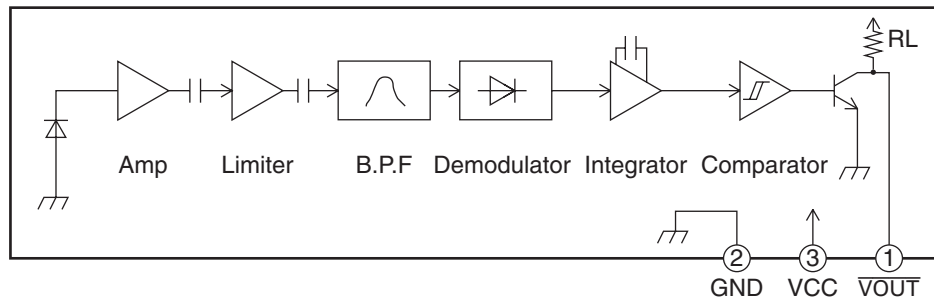 RL
Amp Limiter B.P.F Demodulator Integrator Comparator
2 3 1
GND VCC VOUT